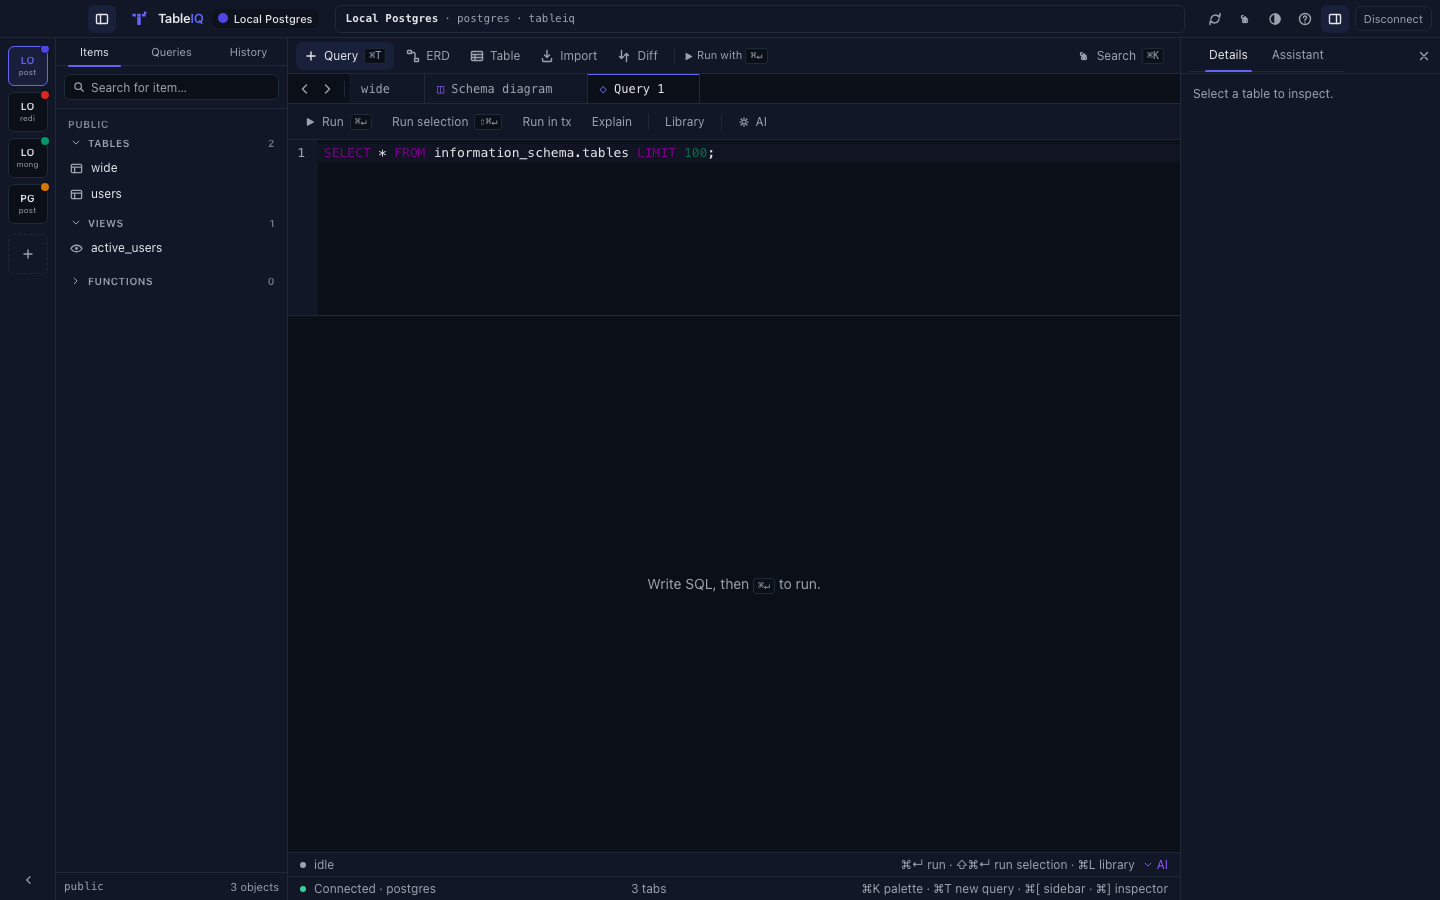 TableIQ
Local Postgres
Local Postgres · postgres · tableiq
Disconnect
LO
post
LO
redi
LO
mong
PG
post
Items
Queries
History
Search for item...
PUBLIC
TABLES 2
wide
users
VIEWS 1
active_users
FUNCTIONS 0
public
3 objects
+ Query ⌘T
ERD
Table
Import
Diff
Run with ⌘↵
Search ⌘K
wide
Schema diagram
Query 1
Run ⌘↵
Run selection ⇧⌘↵
Run in tx
Explain
Library
AI
1 SELECT * FROM information_schema.tables LIMIT 100;
Write SQL, then ⌘↵ to run.
idle
⌘↵ run · ⇧⌘↵ run selection · ⌘L library
AI
Connected · postgres
3 tabs
⌘K palette · ⌘T new query · ⌘[ sidebar · ⌘] inspector
Details
Assistant
Select a table to inspect.